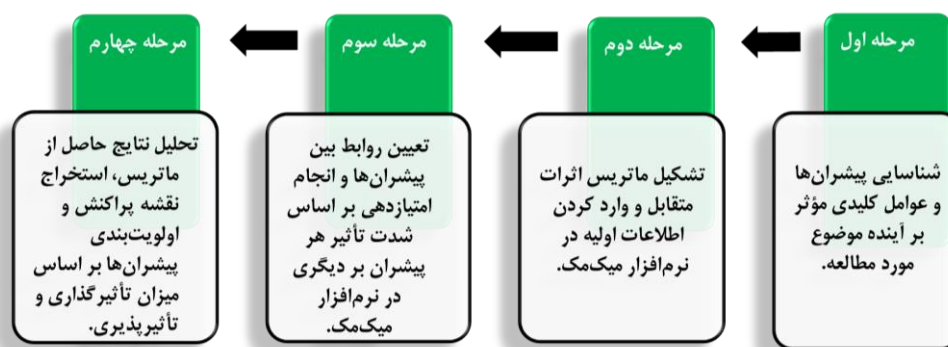 مرحله اول
شناسایی پیشران‌ها
و عوامل کلیدی مؤثر
بر آینده موضوع
مورد مطالعه.
مرحله دوم
تشکیل ماتریس اثرات
متقابل و وارد کردن
اطلاعات اولیه در
نرم‌افزار میک‌مک.
مرحله سوم
تعیین روابط بین
پیشران‌ها و انجام
امتیازدهی بر اساس
شدت تأثیر هر
پیشران بر دیگری
در نرم‌افزار
میک‌مک.
مرحله چهارم
تحلیل نتایج حاصل از
ماتریس، استخراج
نقشه پراکنش و
اولویت‌بندی
پیشران‌ها بر اساس
میزان تأثیرگذاری و
تأثیرپذیری.